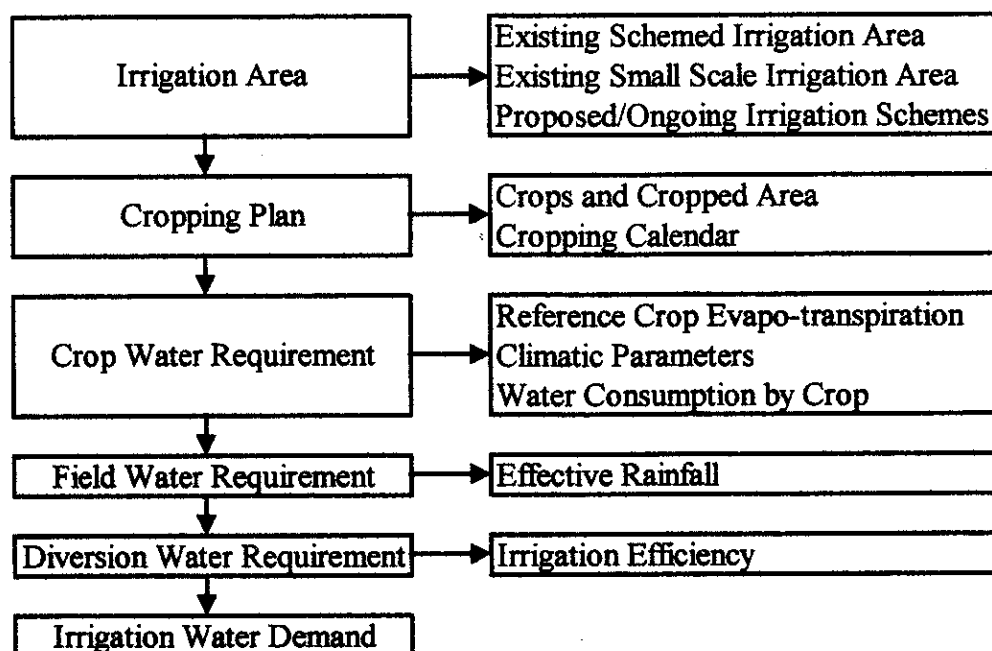 Irrigation Area
Existing Schemed Irrigation Area
Existing Small Scale Irrigation Area
Proposed/Ongoing Irrigation Schemes
Cropping Plan
Crops and Cropped Area
Cropping Calendar
Crop Water Requirement
Reference Crop Evapo-transpiration
Climatic Parameters
Water Consumption by Crop
Field Water Requirement
Effective Rainfall
Diversion Water Requirement
Irrigation Efficiency
Irrigation Water Demand